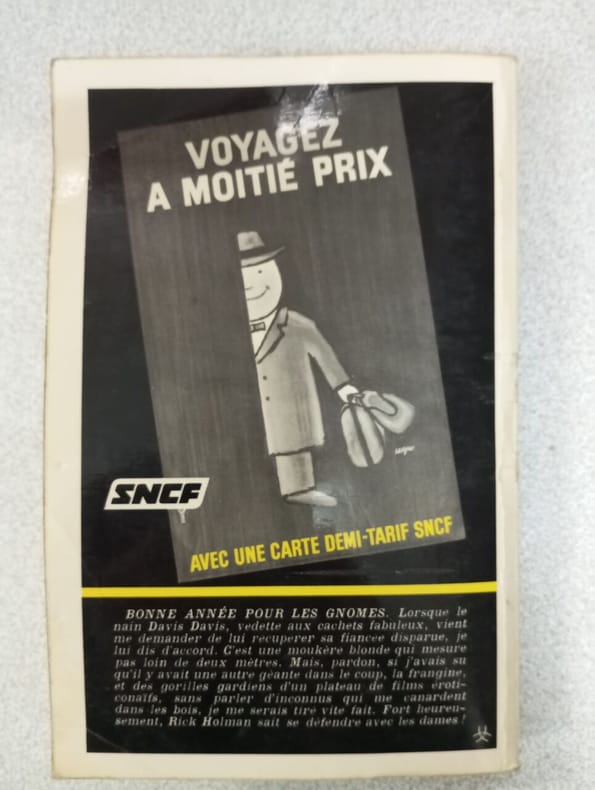 VOYAGEZ
A MOITIÉ PRIX
SNCF
AVEC UNE CARTE DEMI-TARIF SNCF
BONNE ANNÉE POUR LES GNOMES. Lorsque le
nain Davis Davis, vedette aux cachets fabuleux, vient
me demander de lui recuperer sa fiancee disparue, je
lui dis d'accord. C'est une moukère blonde qui mesure
pas loin de deux mètres. Mais, pardon, si j'avais su
qu'il y avait une autre géante dans le coup, la frangine,
et des gorilles gardiens d'un plateau de films éroti-
conaïfs, sans parler d'inconnus qui me canardent
dans les bois, je me serais tiré vite fait. Fort heureu-
sement, Rick Holman sait se défendre avec les dames !